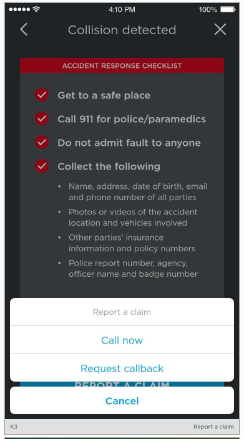 4:10 PM
100%
Collision detected
ACCIDENT RESPONSE CHECKLIST
Get to a safe place
Call 911 for police/paramedics
Do not admit fault to anyone
Collect the following
• Name, address, date of birth, email
and phone number of all parties
• Photos or videos of the accident
location and vehicles involved
• Other parties' insurance
information and policy numbers
• Police report number, agency,
officer name and badge number
Report a claim
Call now
Request callback
REPORT A CLAIM
Cancel
K3
Report a claim